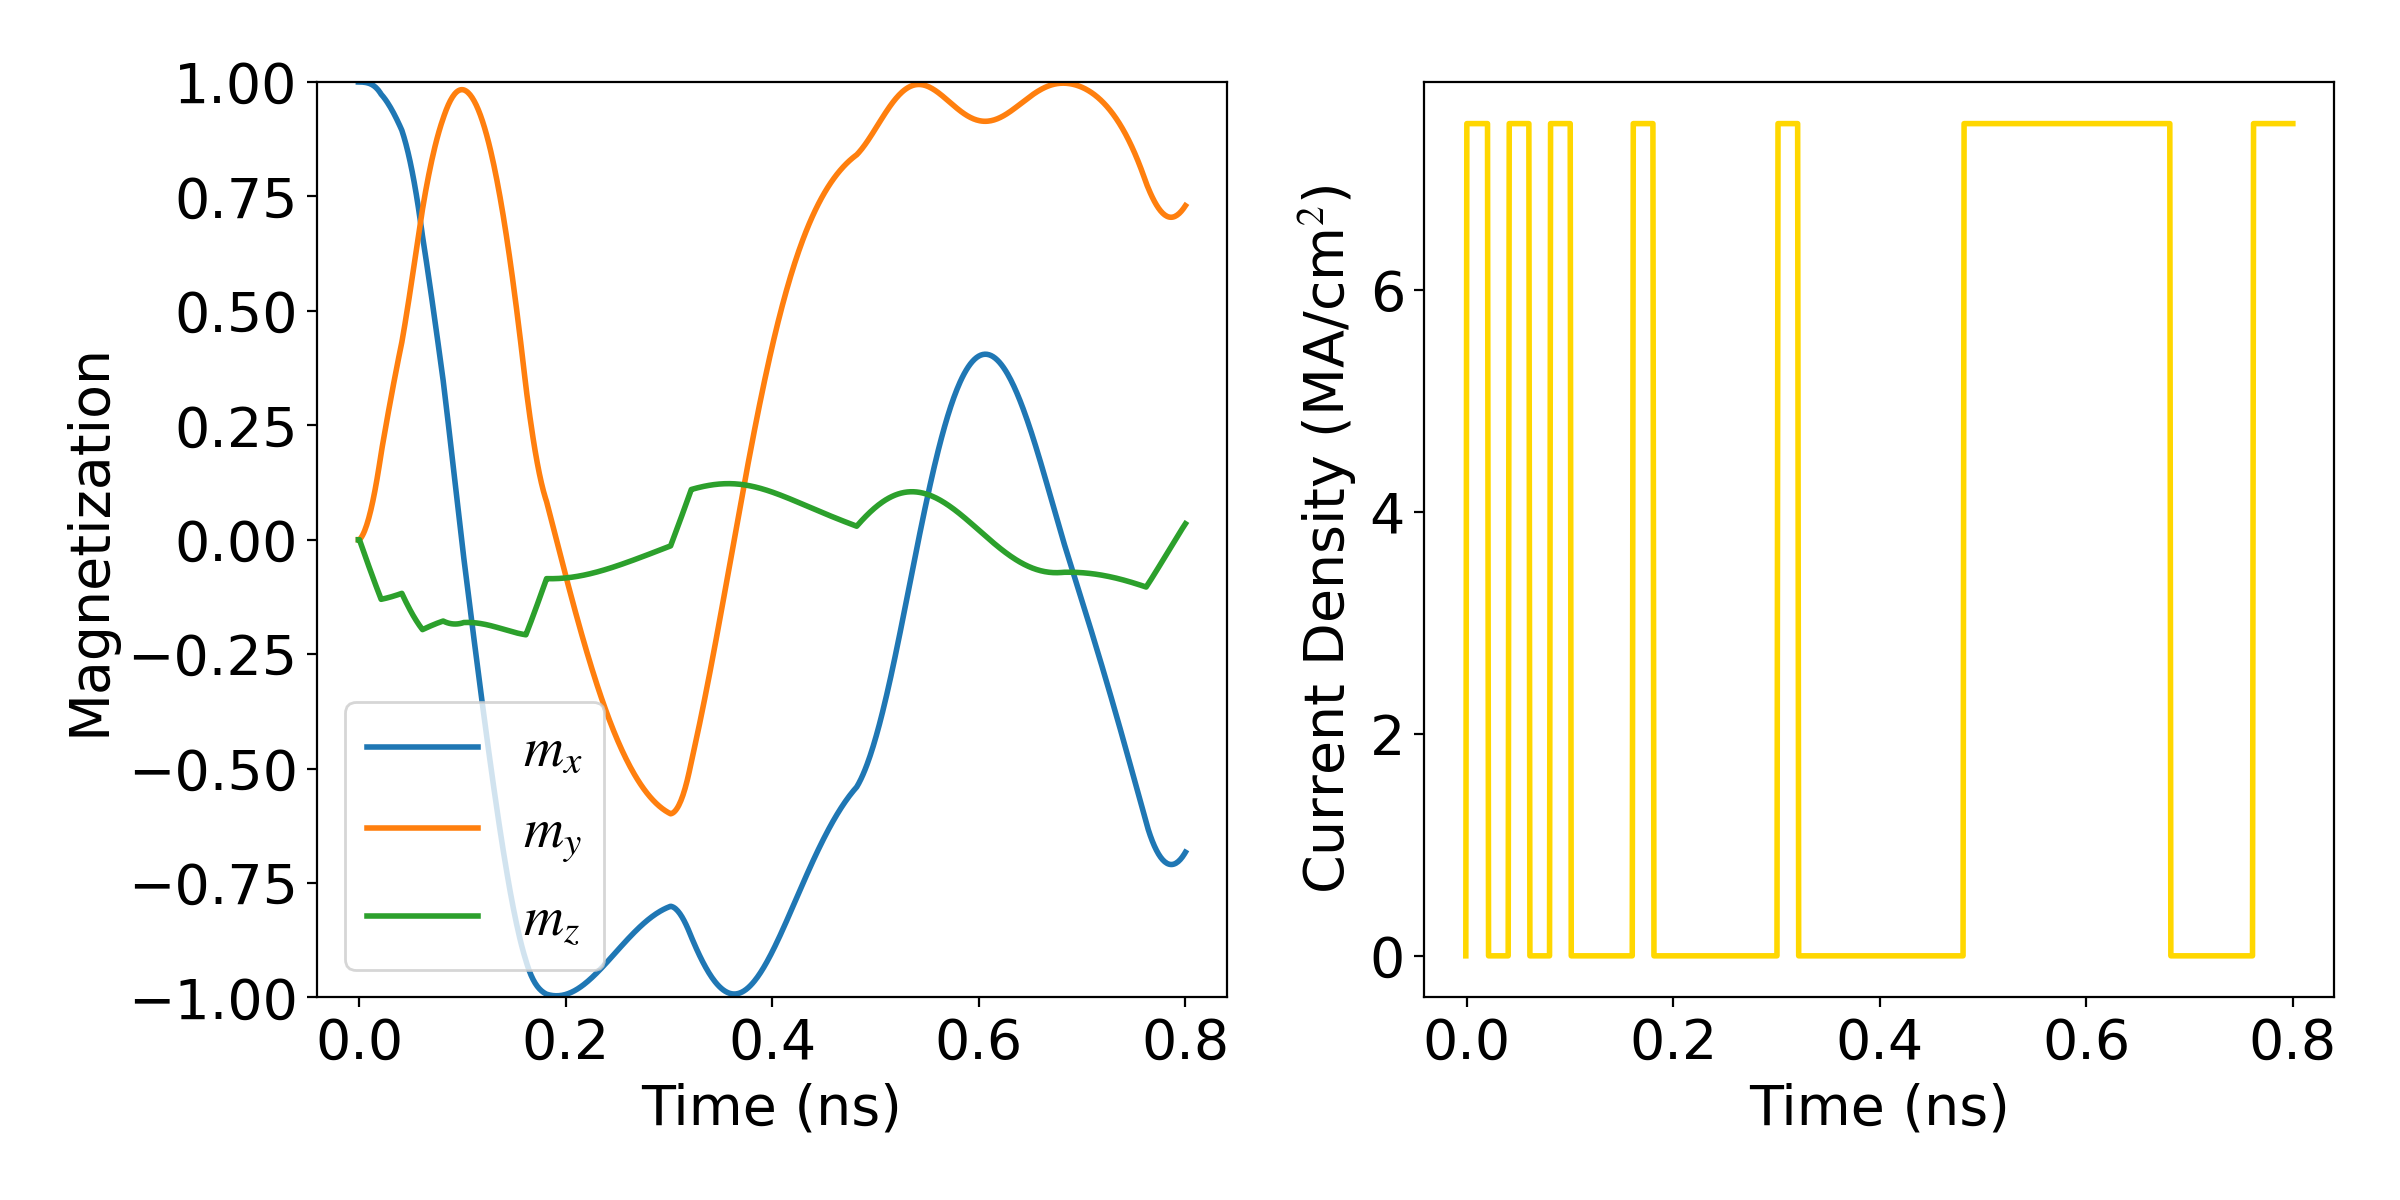 1.00
0.75
0.50
0.25
0.00
−0.25
−0.50
−0.75
−1.00
Magnetization
m_x
m_y
m_z
0.0 0.2 0.4 0.6 0.8
Time (ns)
6
4
2
0
Current Density (MA/cm²)
0.0 0.2 0.4 0.6 0.8
Time (ns)